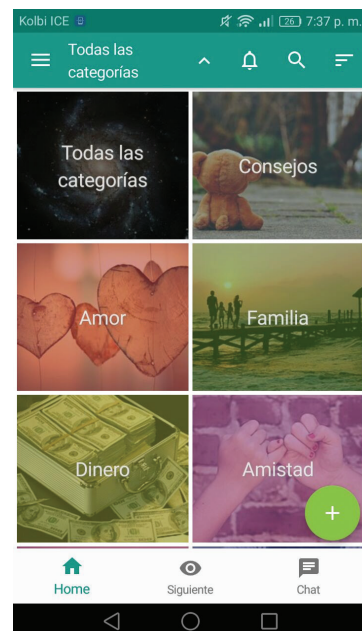 Kolbi ICE 26 7:37 p. m.
Todas las
categorías
Todas las
categorías
Consejos
Amor
Familia
Dinero
Amistad
+
Home
Siguiente
Chat